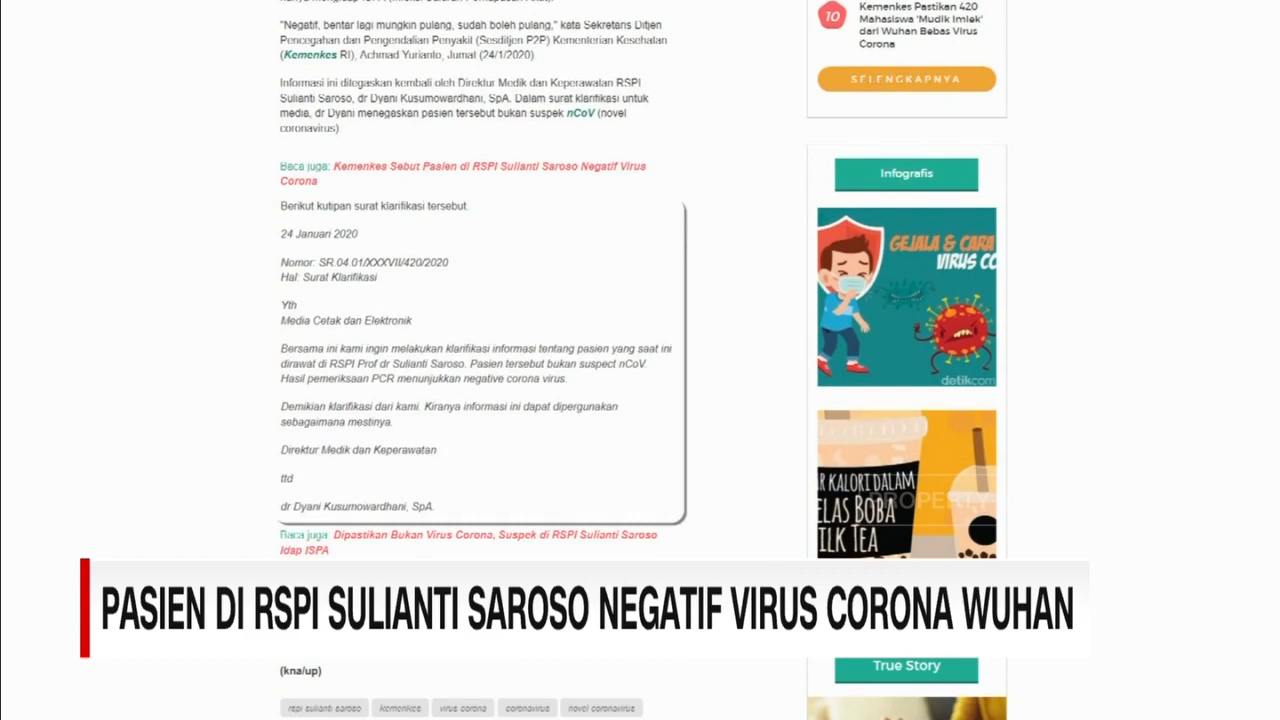 "Negatif, bentar lagi mungkin pulang, sudah boleh pulang," kata Sekretaris Ditjen
Pencegahan dan Pengendalian Penyakit (Sesditjen P2P) Kementerian Kesehatan
(Kemenkes RI), Achmad Yurianto, Jumat (24/1/2020).
Informasi ini ditegaskan kembali oleh Direktur Medik dan Keperawatan RSPI
Sulianti Saroso, dr Dyani Kusumowardhani, SpA. Dalam surat klarifikasi untuk
media, dr Dyani menegaskan pasien tersebut bukan suspek nCoV (novel
coronavirus)
Baca juga: Kemenkes Sebut Pasien di RSPI Sulianti Saroso Negatif Virus
Corona
Berikut kutipan surat klarifikasi tersebut.
24 Januari 2020
Nomor: SR.04.01/XXXVII/420/2020
Hal: Surat Klarifikasi
Yth
Media Cetak dan Elektronik
Bersama ini kami ingin melakukan klarifikasi informasi tentang pasien yang saat ini
dirawat di RSPI Prof dr Sulianti Saroso. Pasien tersebut bukan suspect nCoV.
Hasil pemeriksaan PCR menunjukkan negative corona virus.
Demikian klarifikasi dari kami. Kiranya informasi ini dapat dipergunakan
sebagaimana mestinya.
Direktur Medik dan Keperawatan
ttd
dr Dyani Kusumowardhani, SpA.
Baca juga: Dipastikan Bukan Virus Corona, Suspek di RSPI Sulianti Saroso
Idap ISPA
PASIEN DI RSPI SULIANTI SAROSO NEGATIF VIRUS CORONA WUHAN
(kna/up)
rspi sulianti saroso kemenkes virus corona coronavirus novel coronavirus
10
Kemenkes Pastikan 420
Mahasiswa 'Mudik Imlek'
dari Wuhan Bebas Virus
Corona
SELENGKAPNYA
Infografis
GEJALA & CARA
VIRUS CO
detikcom
R KALORI DALAM
ELAS BOBA
ILK TEA
PROPERTY
True Story